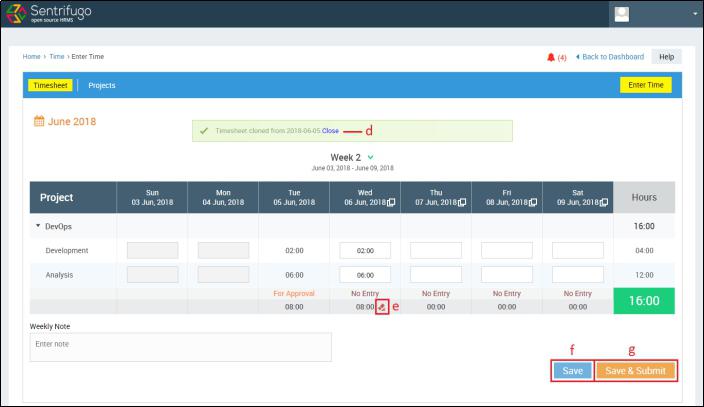 Sentrifugo
open source HRMS
Home › Time › Enter Time
(4) Back to Dashboard Help
Timesheet Projects Enter Time
June 2018
Timesheet cloned from 2018-06-05 Close d
Week 2
June 03, 2018 - June 09, 2018
Project Sun Mon Tue Wed Thu Fri Sat Hours
03 Jun, 2018 04 Jun, 2018 05 Jun, 2018 06 Jun, 2018 07 Jun, 2018 08 Jun, 2018 09 Jun, 2018
DevOps 16:00
Development 02:00 02:00 04:00
Analysis 06:00 06:00 12:00
For Approval No Entry No Entry No Entry No Entry 16:00
08:00 08:00 e 00:00 00:00 00:00
Weekly Note
Enter note
f g
Save Save & Submit